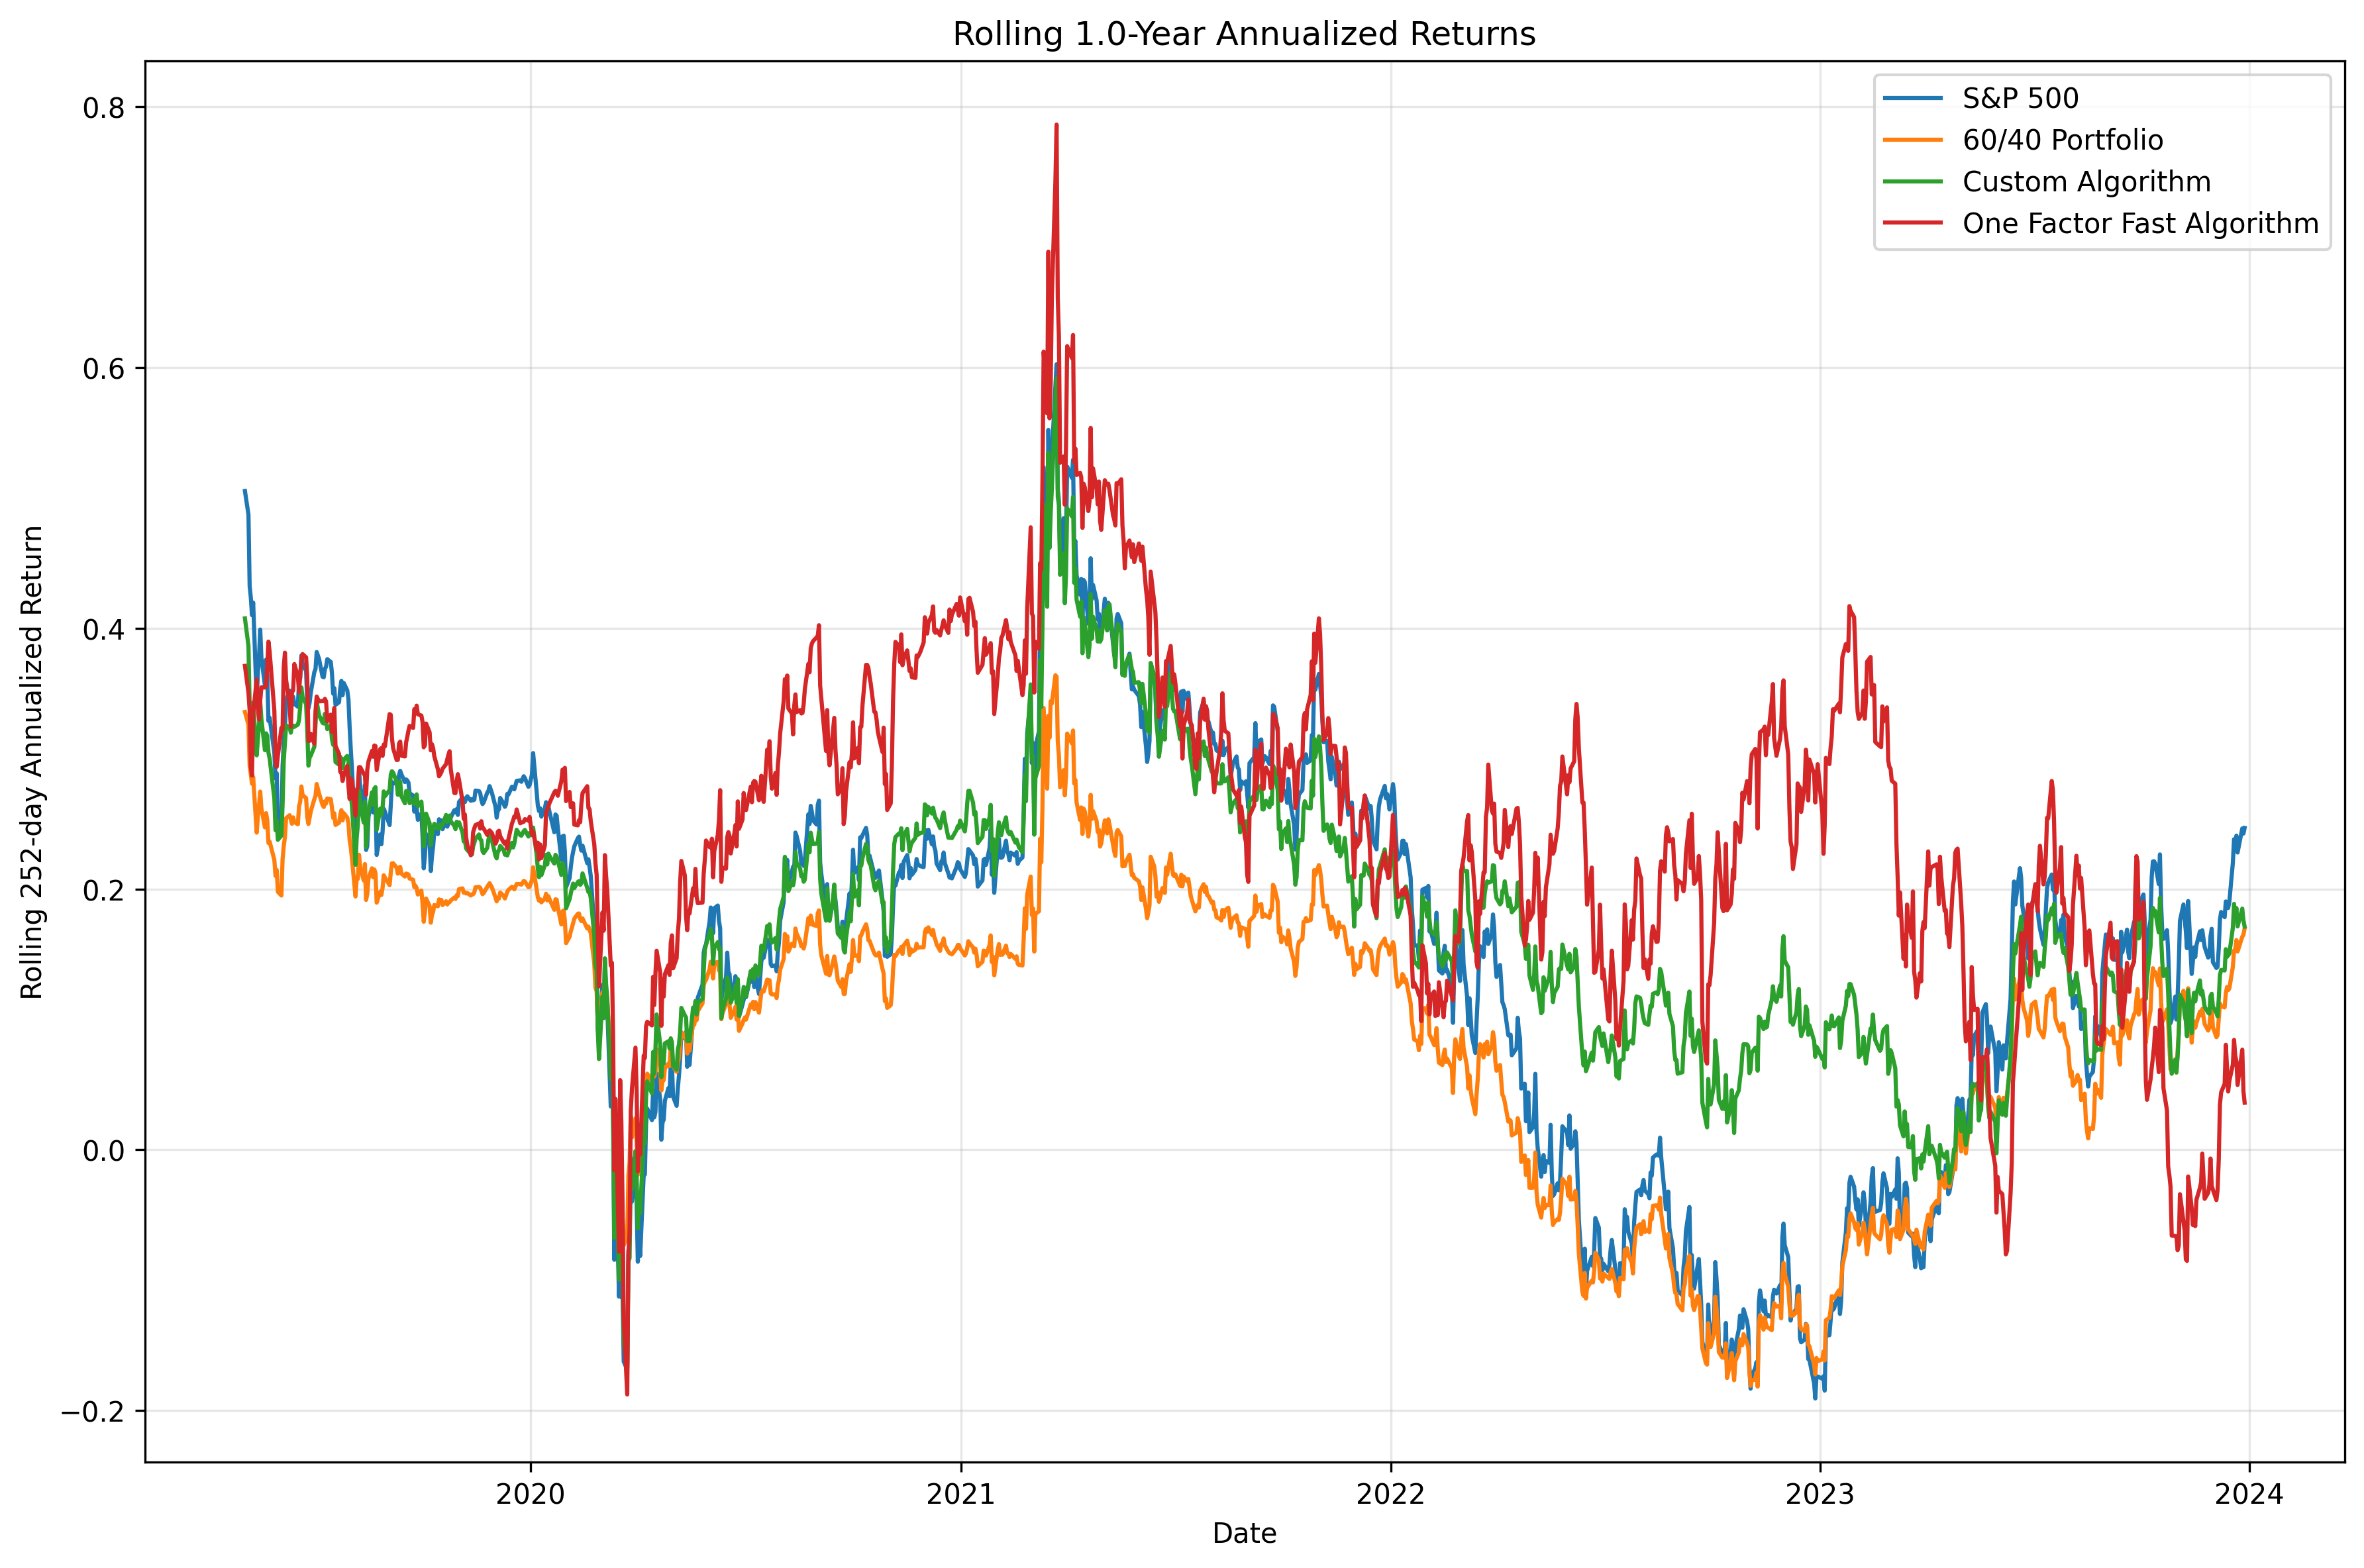 Rolling 1.0-Year Annualized Returns
S&P 500
60/40 Portfolio
Custom Algorithm
One Factor Fast Algorithm
Rolling 252-day Annualized Return
0.8
0.6
0.4
0.2
0.0
−0.2
2020
2021
2022
2023
2024
Date